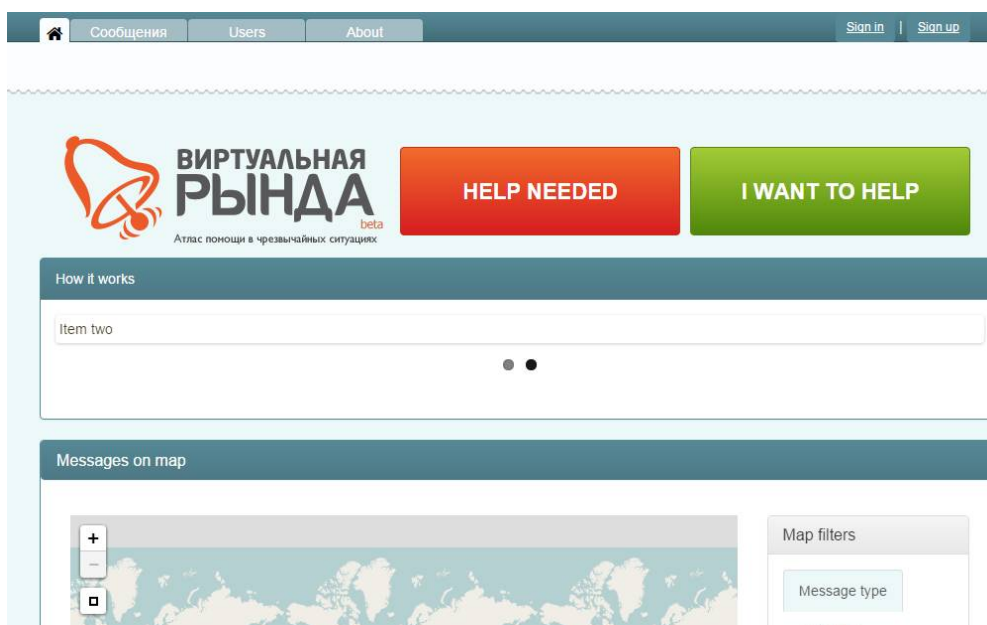 Сообщения Users About Sign in | Sign up
ВИРТУАЛЬНАЯ
РЫНДА
beta
Атлас помощи в чрезвычайных ситуациях
HELP NEEDED
I WANT TO HELP
How it works
Item two
Messages on map
+
−
Map filters
Message type